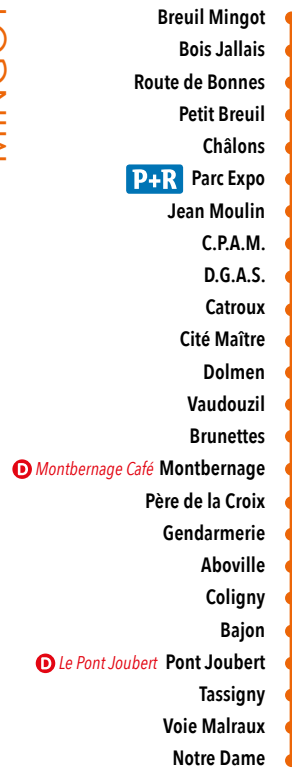 MINGOT
Breuil Mingot
Bois Jallais
Route de Bonnes
Petit Breuil
Châlons
P+R Parc Expo
Jean Moulin
C.P.A.M.
D.G.A.S.
Catroux
Cité Maître
Dolmen
Vaudouzil
Brunettes
D Montbernage Café Montbernage
Père de la Croix
Gendarmerie
Aboville
Coligny
Bajon
D Le Pont Joubert Pont Joubert
Tassigny
Voie Malraux
Notre Dame